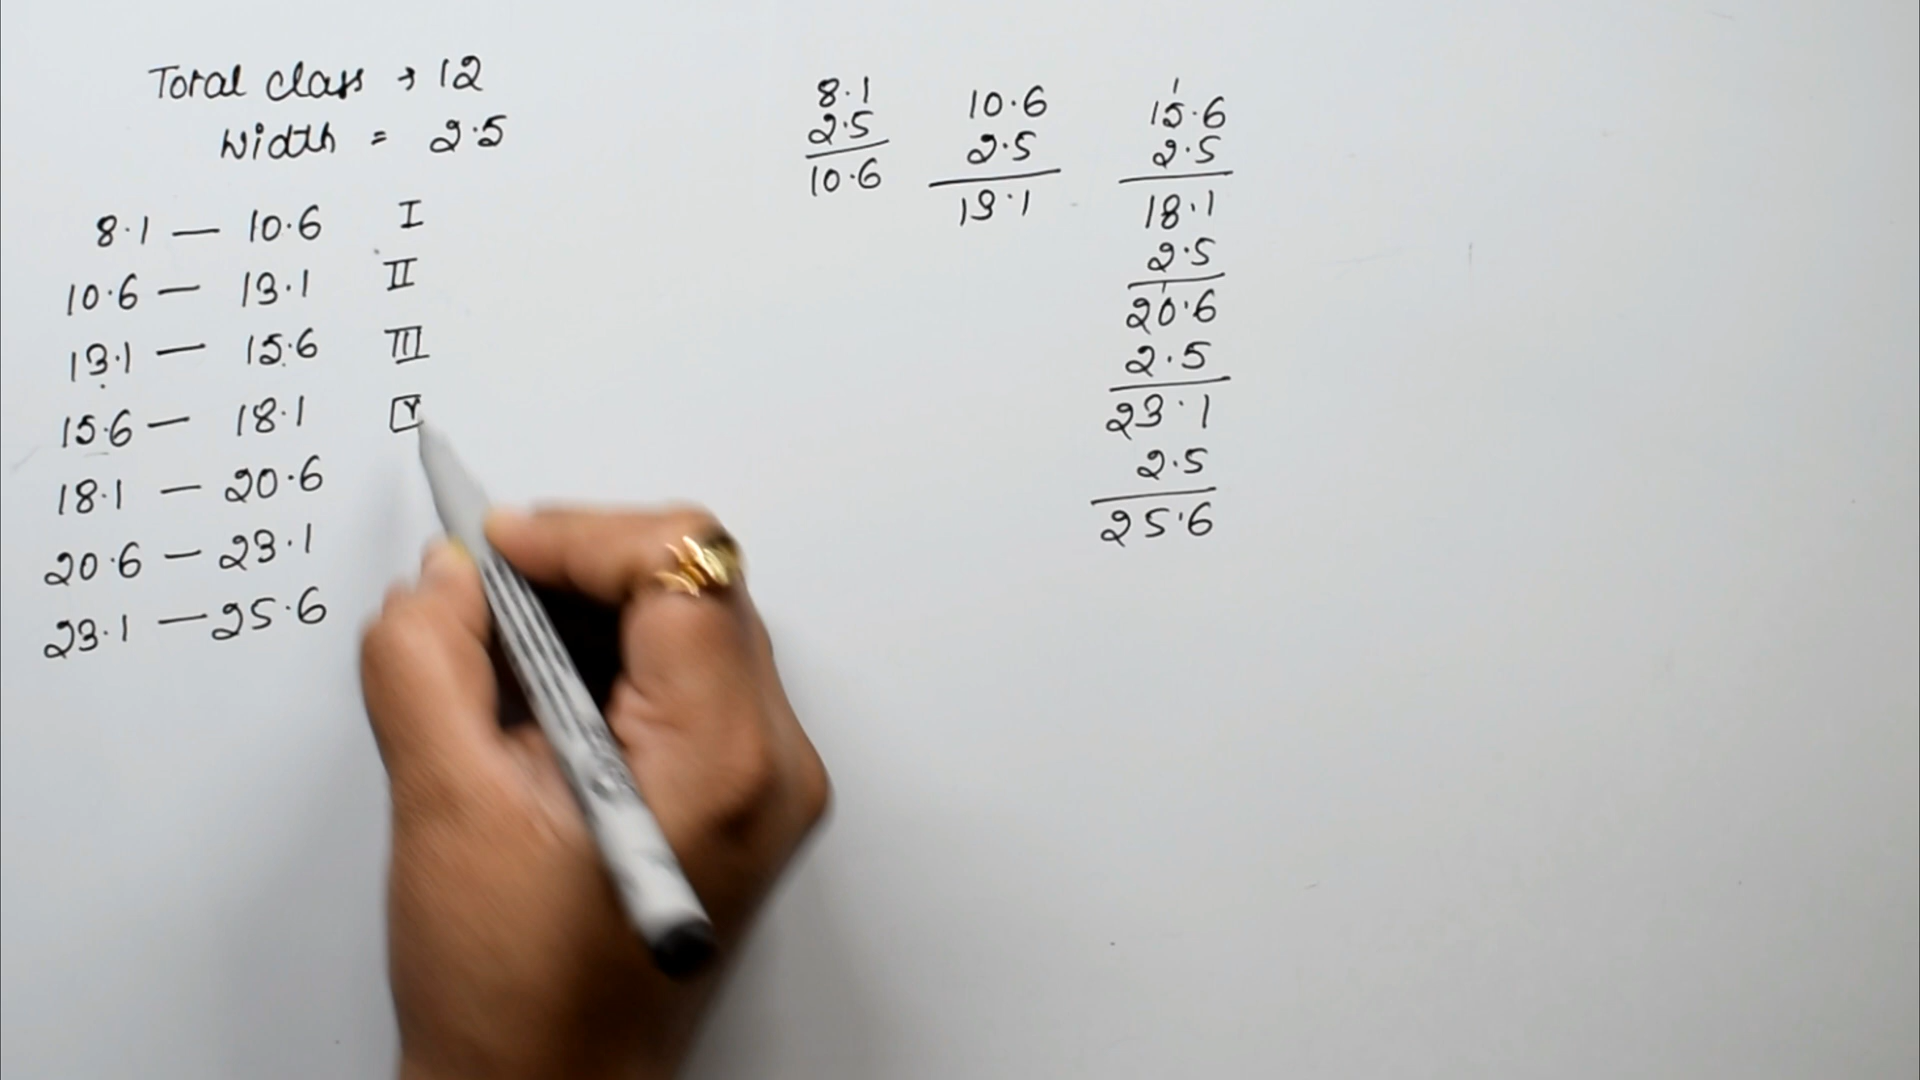 Total class → 12
width = 2.5
8.1 — 10.6 I
10.6 — 13.1 II
13.1 — 15.6 III
15.6 — 18.1 IV
18.1 — 20.6
20.6 — 23.1
23.1 — 25.6
8.1
2.5
10.6
10.6
2.5
13.1
1
15.6
2.5
18.1
2.5
20.6
2.5
23.1
2.5
25.6